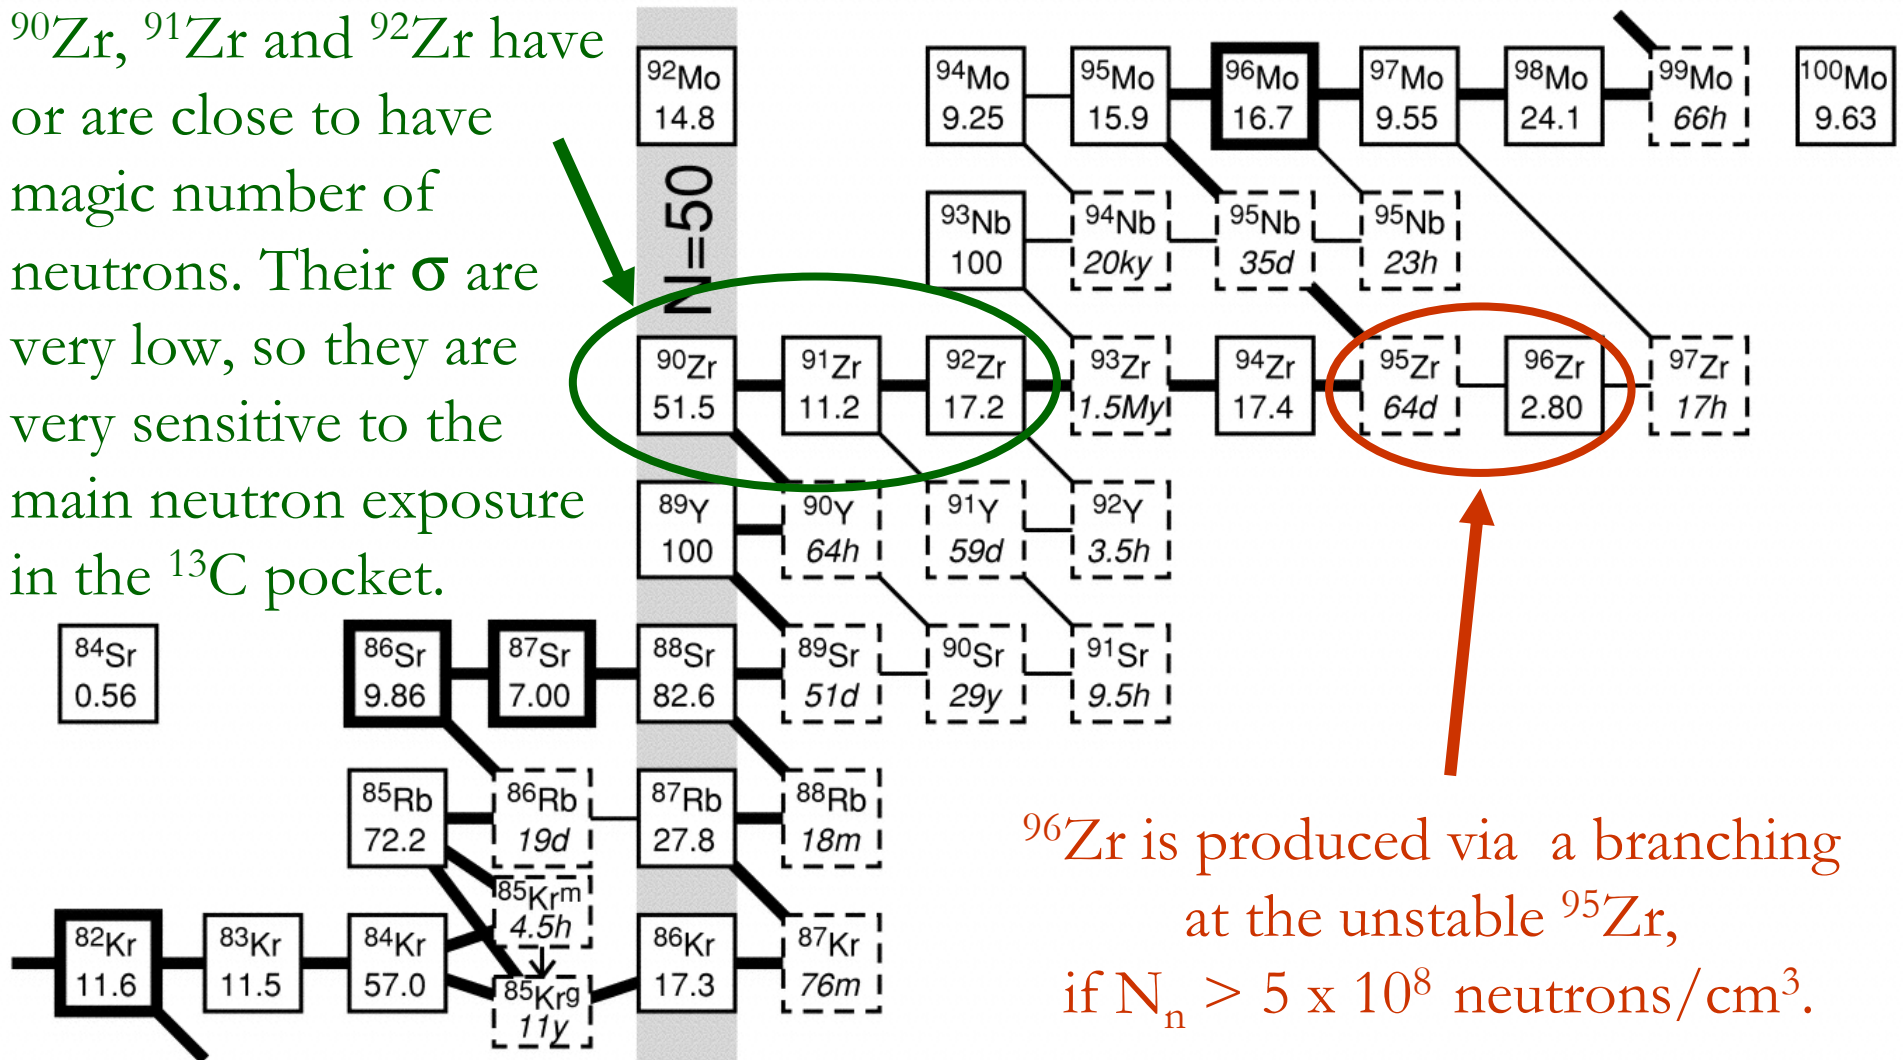 ⁹⁰Zr, ⁹¹Zr and ⁹²Zr have
or are close to have
magic number of
neutrons. Their σ are
very low, so they are
very sensitive to the
main neutron exposure
in the ¹³C pocket.
N=50
⁹²Mo
14.8
⁹⁴Mo
9.25
⁹⁵Mo
15.9
⁹⁶Mo
16.7
⁹⁷Mo
9.55
⁹⁸Mo
24.1
⁹⁹Mo
66h
¹⁰⁰Mo
9.63
⁹³Nb
100
⁹⁴Nb
20ky
⁹⁵Nb
35d
⁹⁵Nb
23h
⁹⁰Zr
51.5
⁹¹Zr
11.2
⁹²Zr
17.2
⁹³Zr
1.5My
⁹⁴Zr
17.4
⁹⁵Zr
64d
⁹⁶Zr
2.80
⁹⁷Zr
17h
⁸⁹Y
100
⁹⁰Y
64h
⁹¹Y
59d
⁹²Y
3.5h
⁸⁴Sr
0.56
⁸⁶Sr
9.86
⁸⁷Sr
7.00
⁸⁸Sr
82.6
⁸⁹Sr
51d
⁹⁰Sr
29y
⁹¹Sr
9.5h
⁸⁵Rb
72.2
⁸⁶Rb
19d
⁸⁷Rb
27.8
⁸⁸Rb
18m
⁸⁵Krᵐ
4.5h
⁸²Kr
11.6
⁸³Kr
11.5
⁸⁴Kr
57.0
⁸⁵Krᵍ
11y
⁸⁶Kr
17.3
⁸⁷Kr
76m
⁹⁶Zr is produced via a branching
at the unstable ⁹⁵Zr,
if Nₙ > 5 x 10⁸ neutrons/cm³.